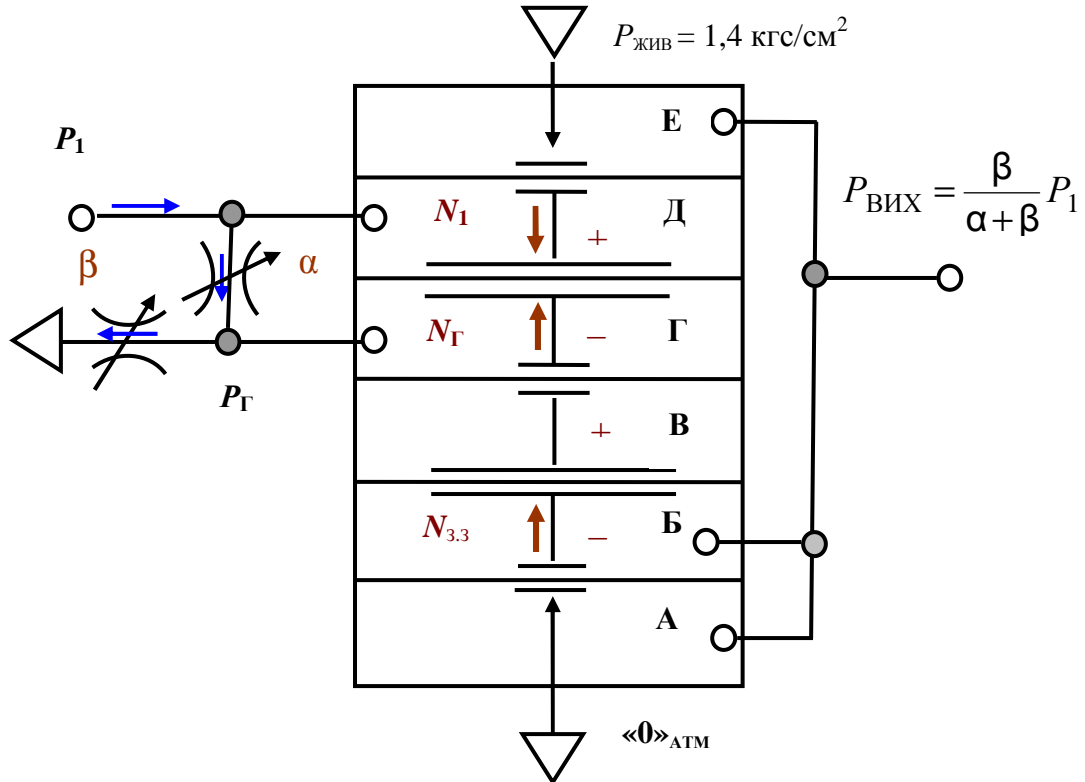 P_ЖИВ = 1,4 кгс/см²
E
P₁
N₁
Д
P_ВИХ = β/(α+β) P₁
+
β
α
N_Г
Г
−
P_Г
В
+
N_з.з
Б
−
А
«0»_АТМ